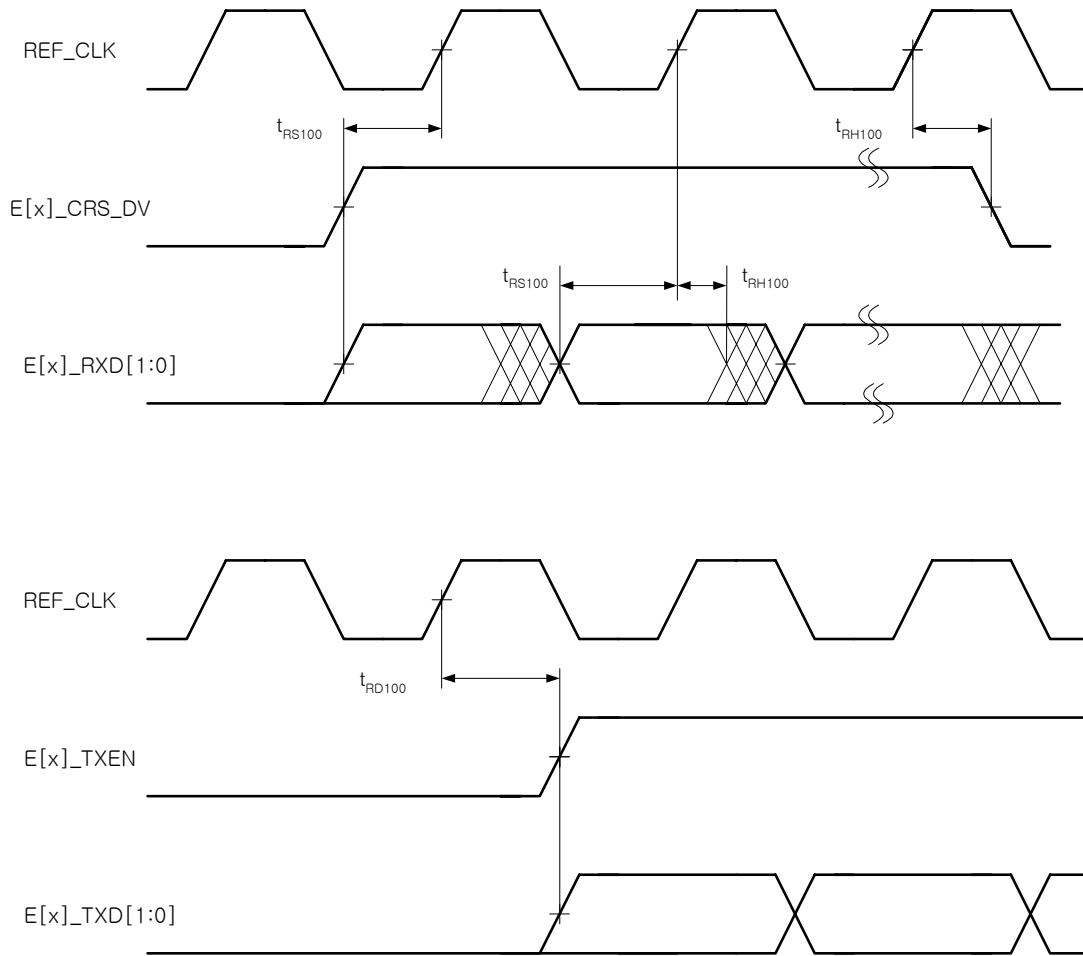 REF_CLK
tRS100
tRH100
E[x]_CRS_DV
tRS100
tRH100
E[x]_RXD[1:0]
REF_CLK
tRD100
E[x]_TXEN
E[x]_TXD[1:0]